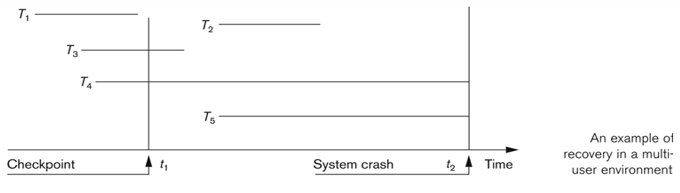 T1
T2
T3
T4
T5
Checkpoint t1 System crash t2 Time
An example of
recovery in a multi-
user environment